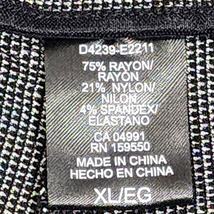 D4239-E2211
75% RAYON/
RAYÓN
21% NYLON/
NILON
4% SPANDEX/
ELASTANO
CA 04991
RN 159550
MADE IN CHINA
HECHO EN CHINA
XL/EG